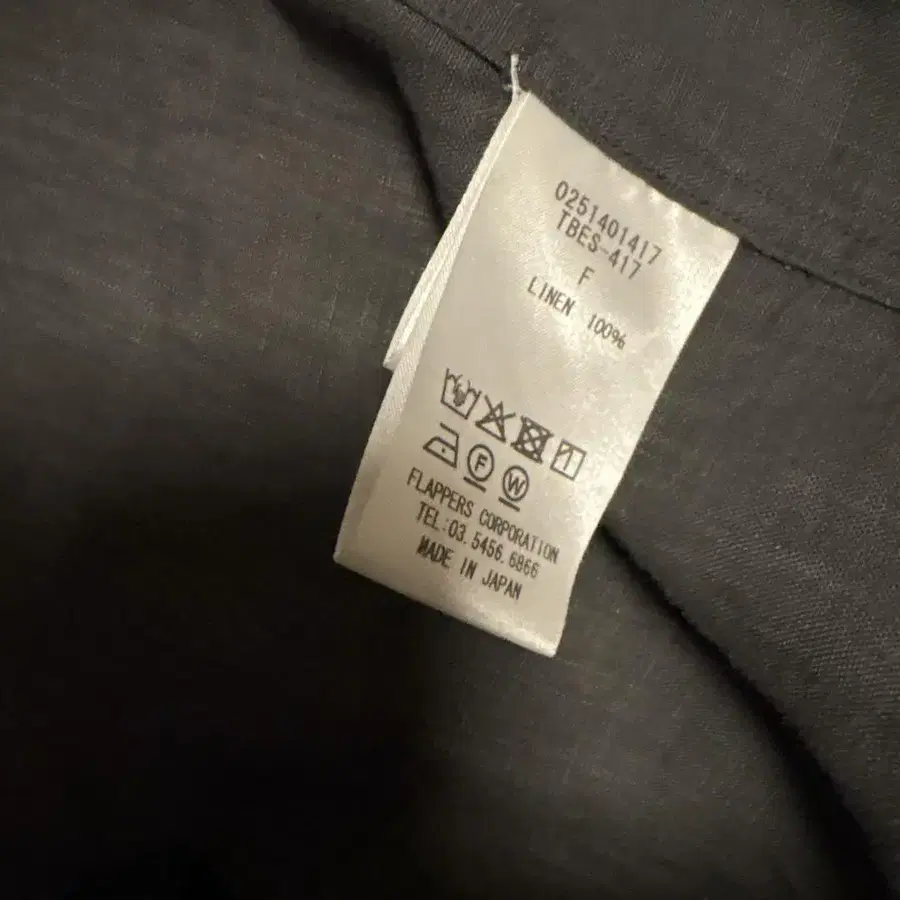 0251401417
TBES-417
F
LINEN 100%
F W
FLAPPERS CORPORATION
TEL:03.5456.6866
MADE IN JAPAN